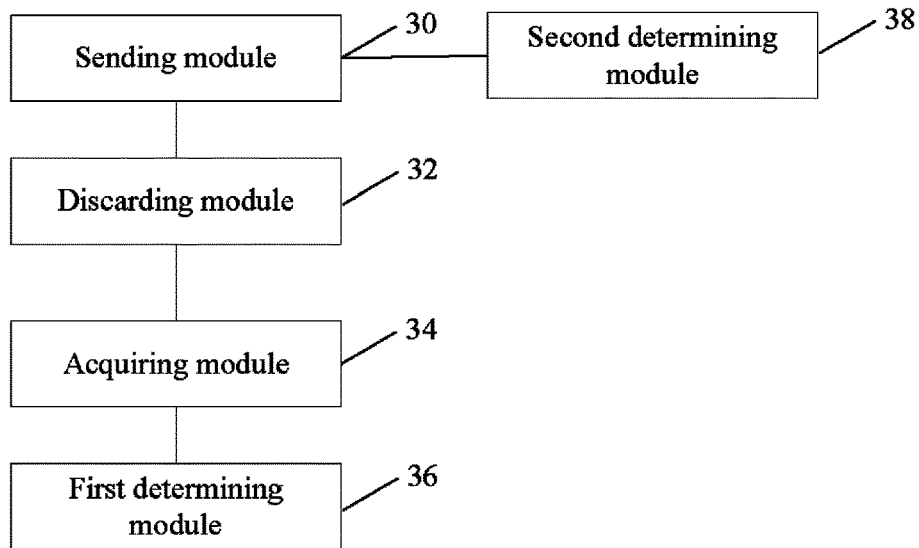 30
Sending module
Second determining
module
38
32
Discarding module
34
Acquiring module
36
First determining
module